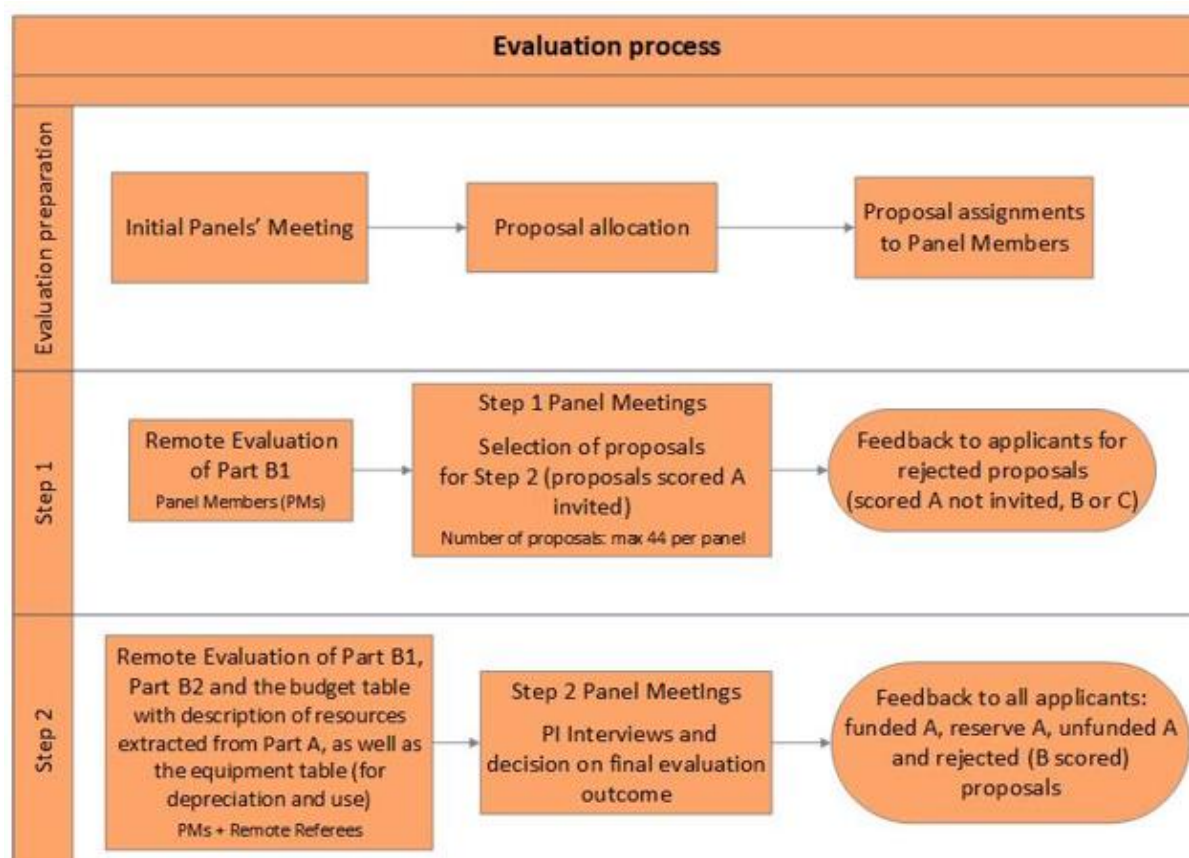 Evaluation process
Evaluation preparation
Initial Panels' Meeting
Proposal allocation
Proposal assignments
to Panel Members
Step 1
Remote Evaluation
of Part B1
Panel Members (PMs)
Step 1 Panel Meetings
Selection of proposals
for Step 2 (proposals scored A
invited)
Number of proposals: max 44 per panel
Feedback to applicants for
rejected proposals
(scored A not invited, B or C)
Step 2
Remote Evaluation of Part B1,
Part B2 and the budget table
with description of resources
extracted from Part A, as well as
the equipment table (for
depreciation and use)
PMs + Remote Referees
Step 2 Panel Meetings
PI Interviews and
decision on final evaluation
outcome
Feedback to all applicants:
funded A, reserve A, unfunded A
and rejected (B scored)
proposals